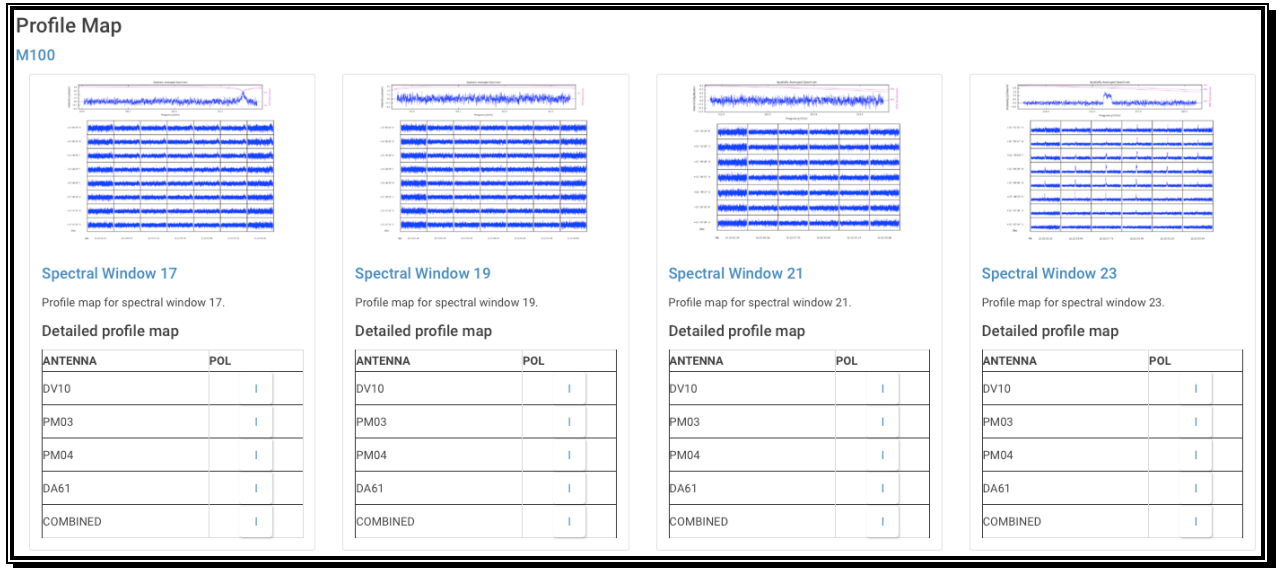 Profile Map
M100
Spectral Window 17
Profile map for spectral window 17.
Detailed profile map
ANTENNA POL
DV10 I
PM03 I
PM04 I
DA61 I
COMBINED I
Spectral Window 19
Profile map for spectral window 19.
Detailed profile map
ANTENNA POL
DV10 I
PM03 I
PM04 I
DA61 I
COMBINED I
Spectral Window 21
Profile map for spectral window 21.
Detailed profile map
ANTENNA POL
DV10 I
PM03 I
PM04 I
DA61 I
COMBINED I
Spectral Window 23
Profile map for spectral window 23.
Detailed profile map
ANTENNA POL
DV10 I
PM03 I
PM04 I
DA61 I
COMBINED I